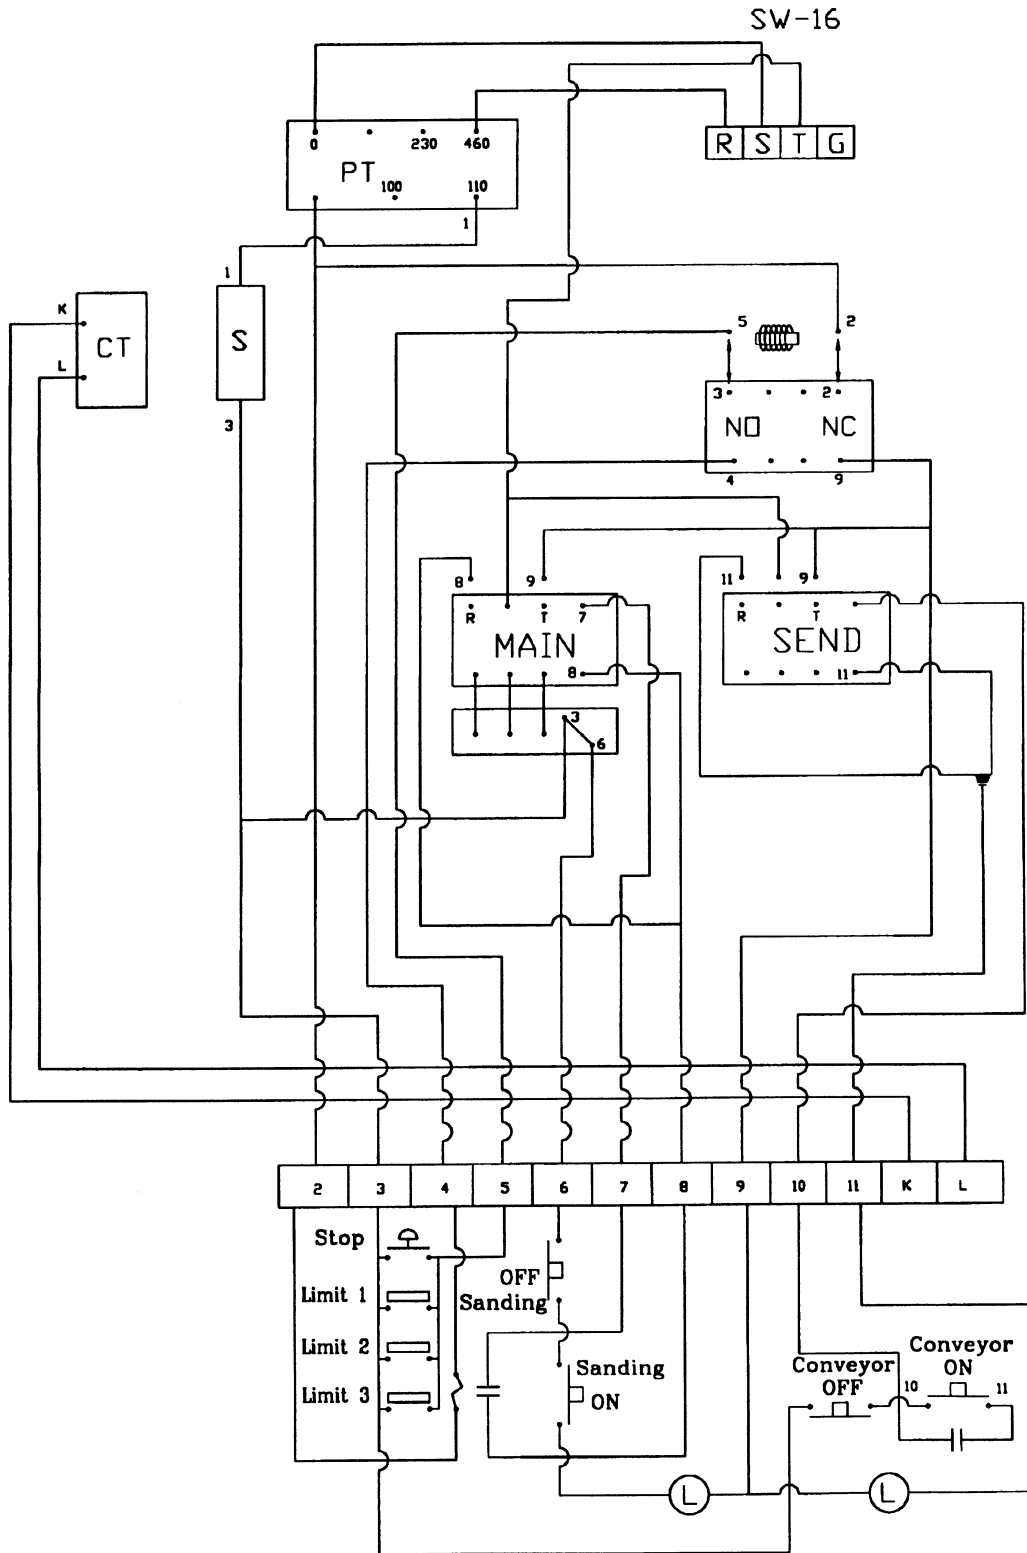 SW-16
0 230 460
PT
100 110
R S T G
1
1
K
CT
L
S
3
5 2
3 2
NO NC
4 9
8 9
R T 7
MAIN
8
3
6
11 9
R T
SEND
11
2 3 4 5 6 7 8 9 10 11 K L
Stop
Limit 1
Limit 2
Limit 3
OFF
Sanding
Sanding
ON
Conveyor
OFF
Conveyor
ON
10 11
L L